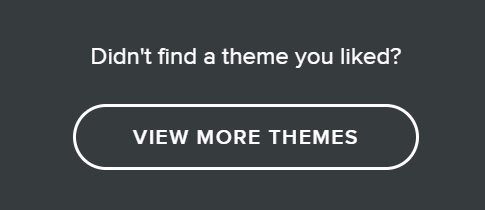 Didn't find a theme you liked?
VIEW MORE THEMES